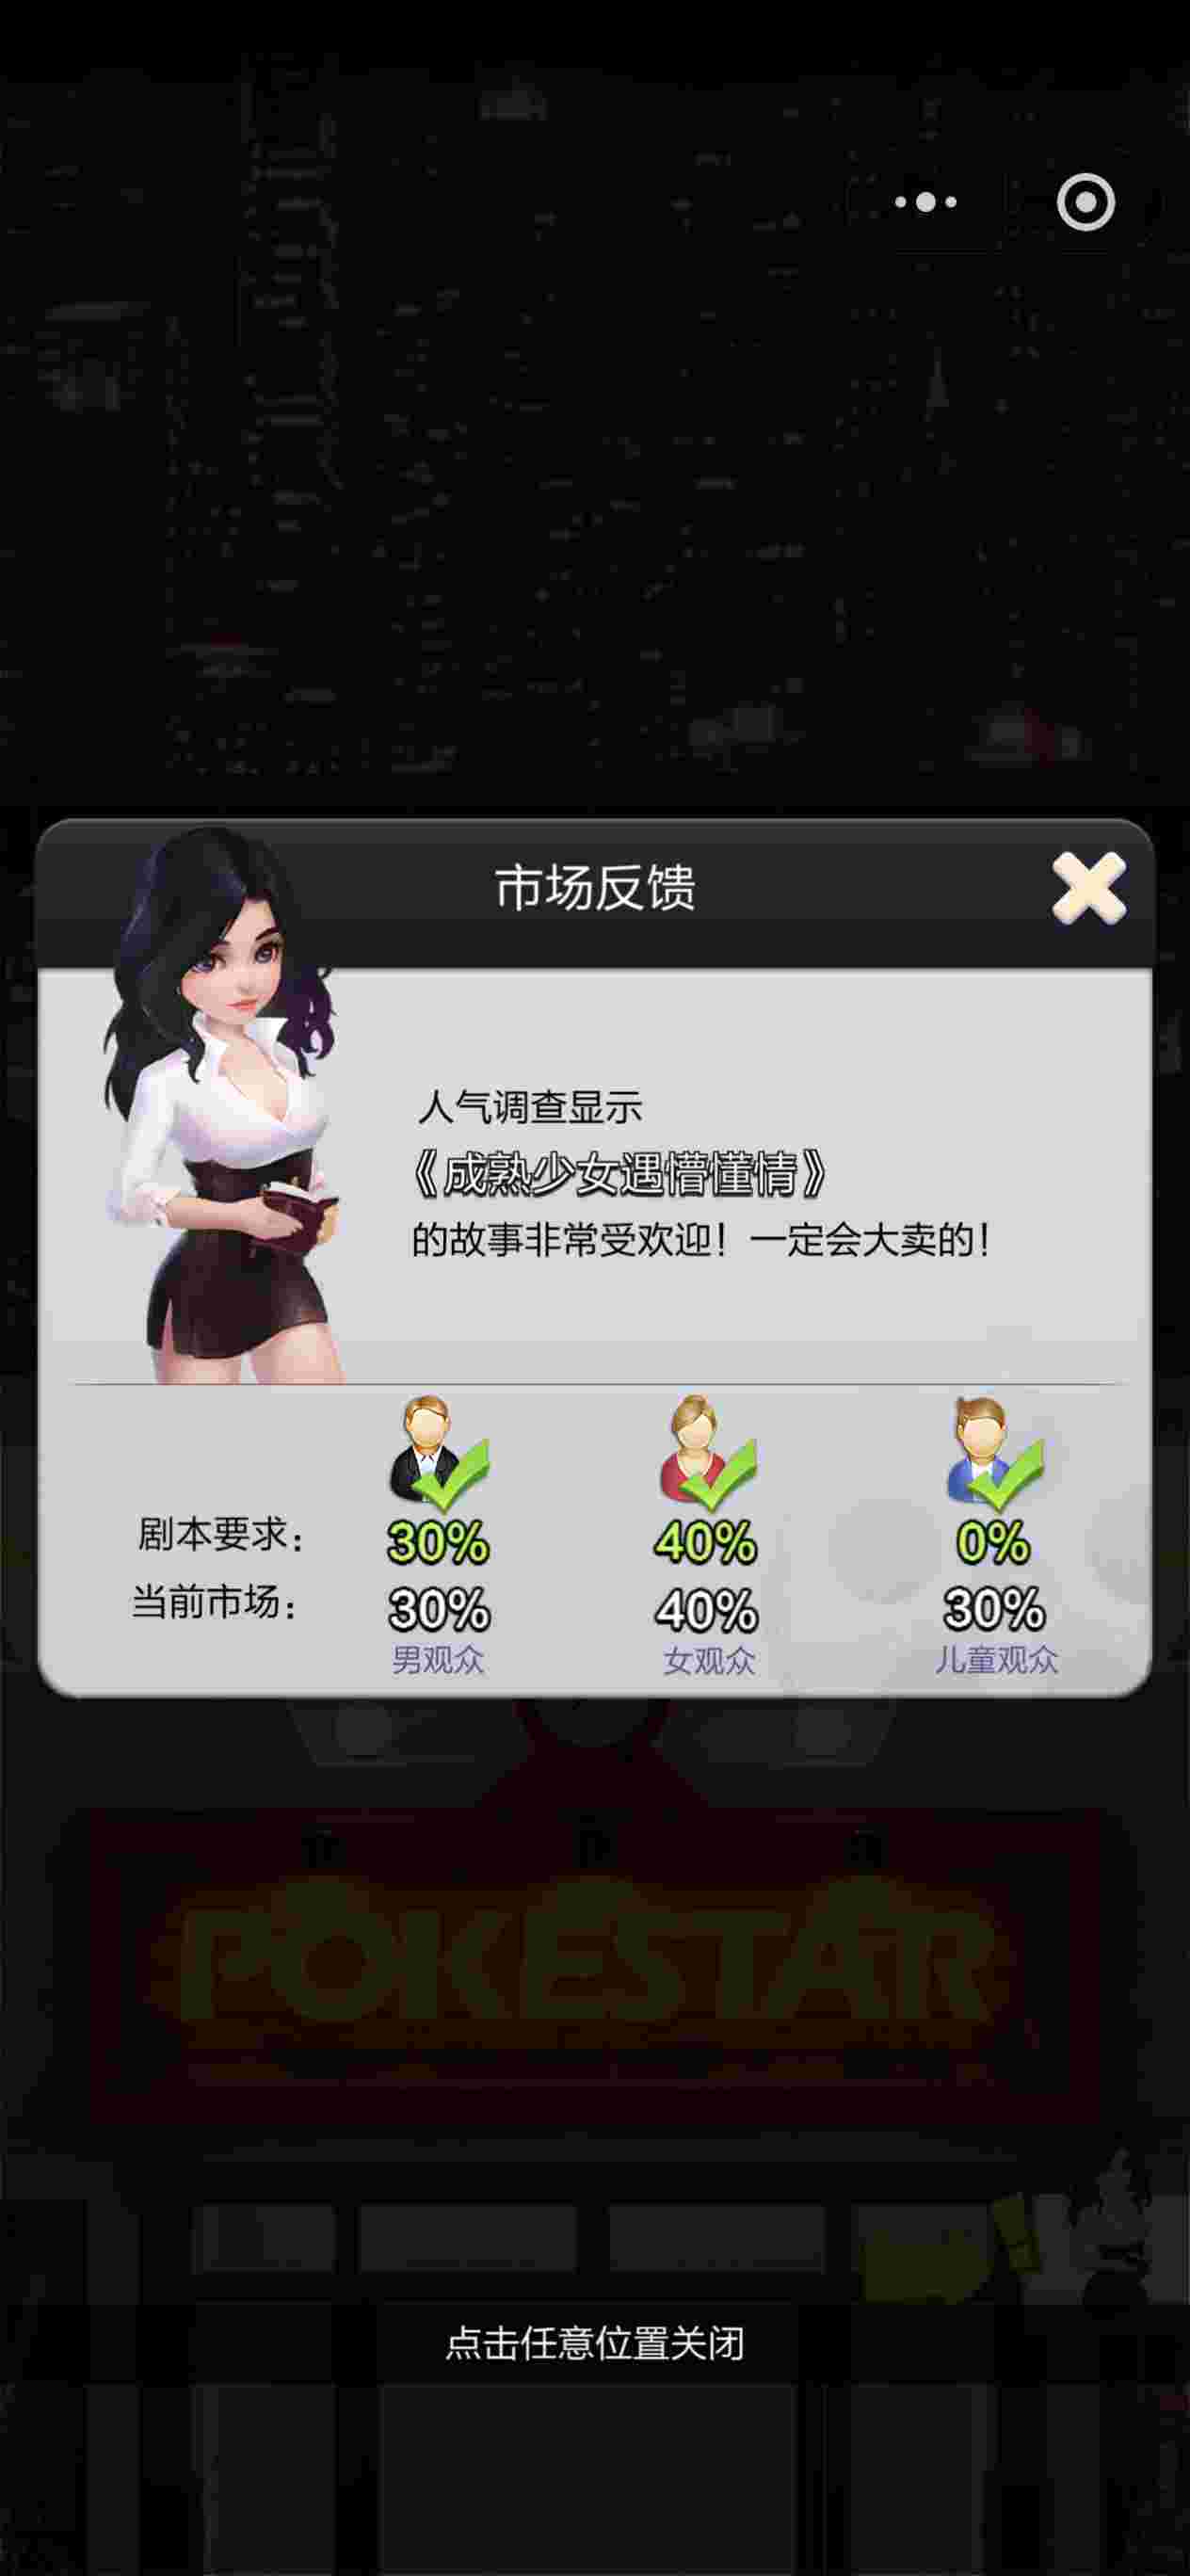 市场反馈
人气调查显示
《成熟少女遇懵懂情》
的故事非常受欢迎！一定会大卖的！
剧本要求： 30% 40% 0%
当前市场： 30% 40% 30%
男观众 女观众 儿童观众
POKESTAR
点击任意位置关闭